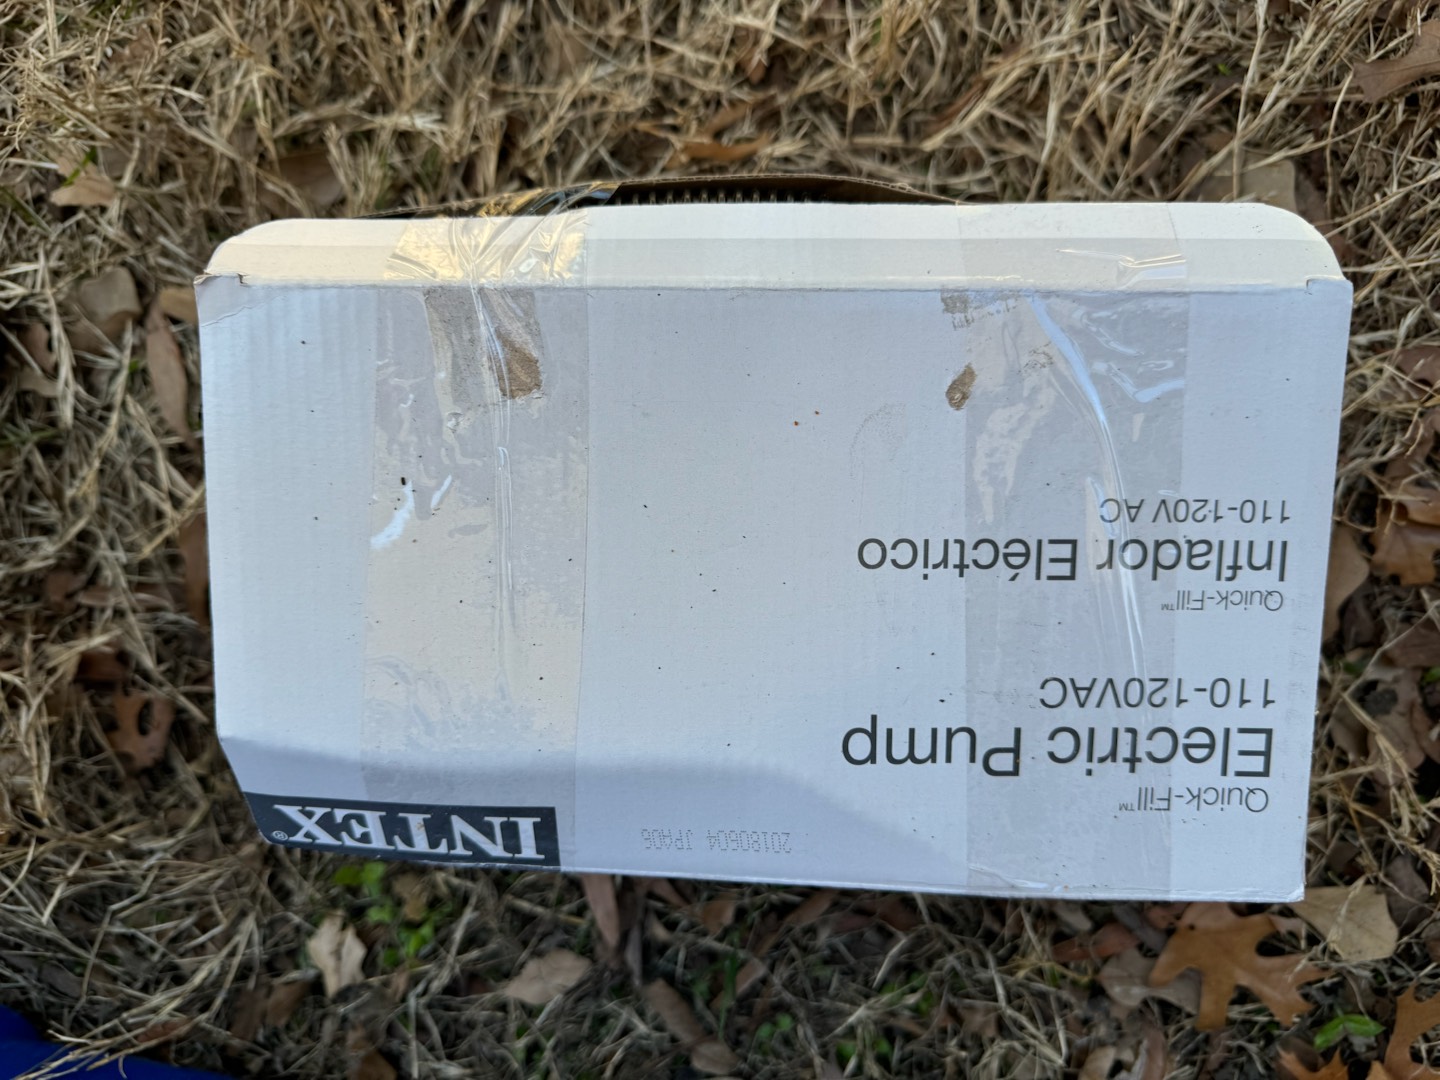 INTEX®
20180604 JPA06
Quick-Fill™
Electric Pump
110-120VAC
Quick-Fill™
Inflador Eléctrico
110-120V AC